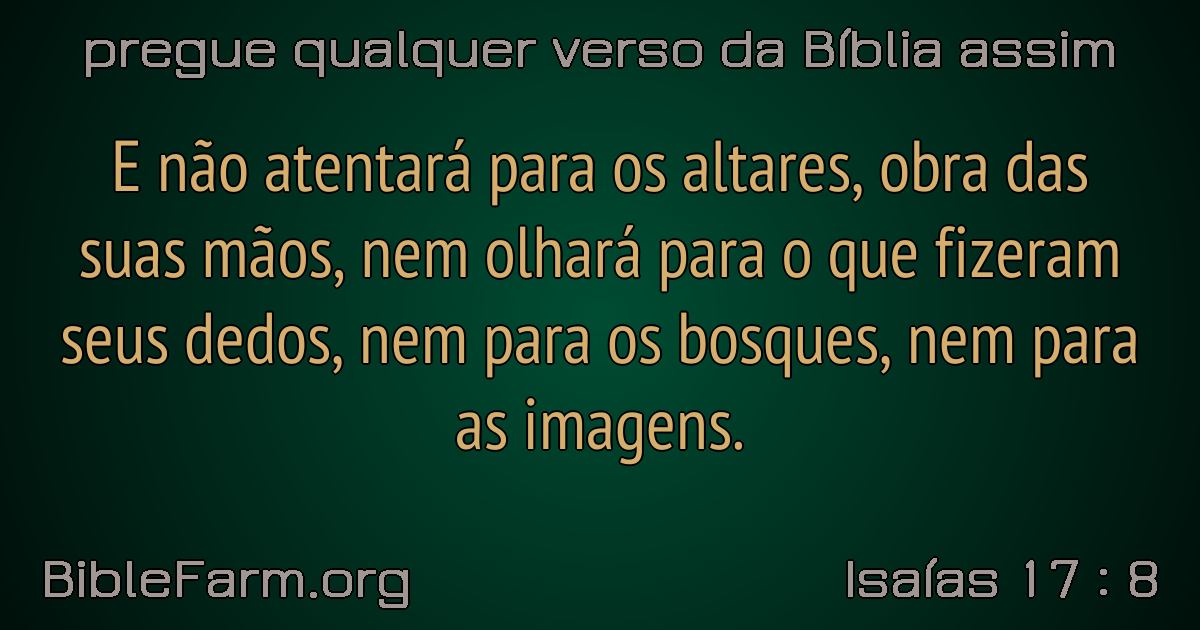 pregue qualquer verso da Bíblia assim
E não atentará para os altares, obra das
suas mãos, nem olhará para o que fizeram
seus dedos, nem para os bosques, nem para
as imagens.
BibleFarm.org
Isaías 17 : 8